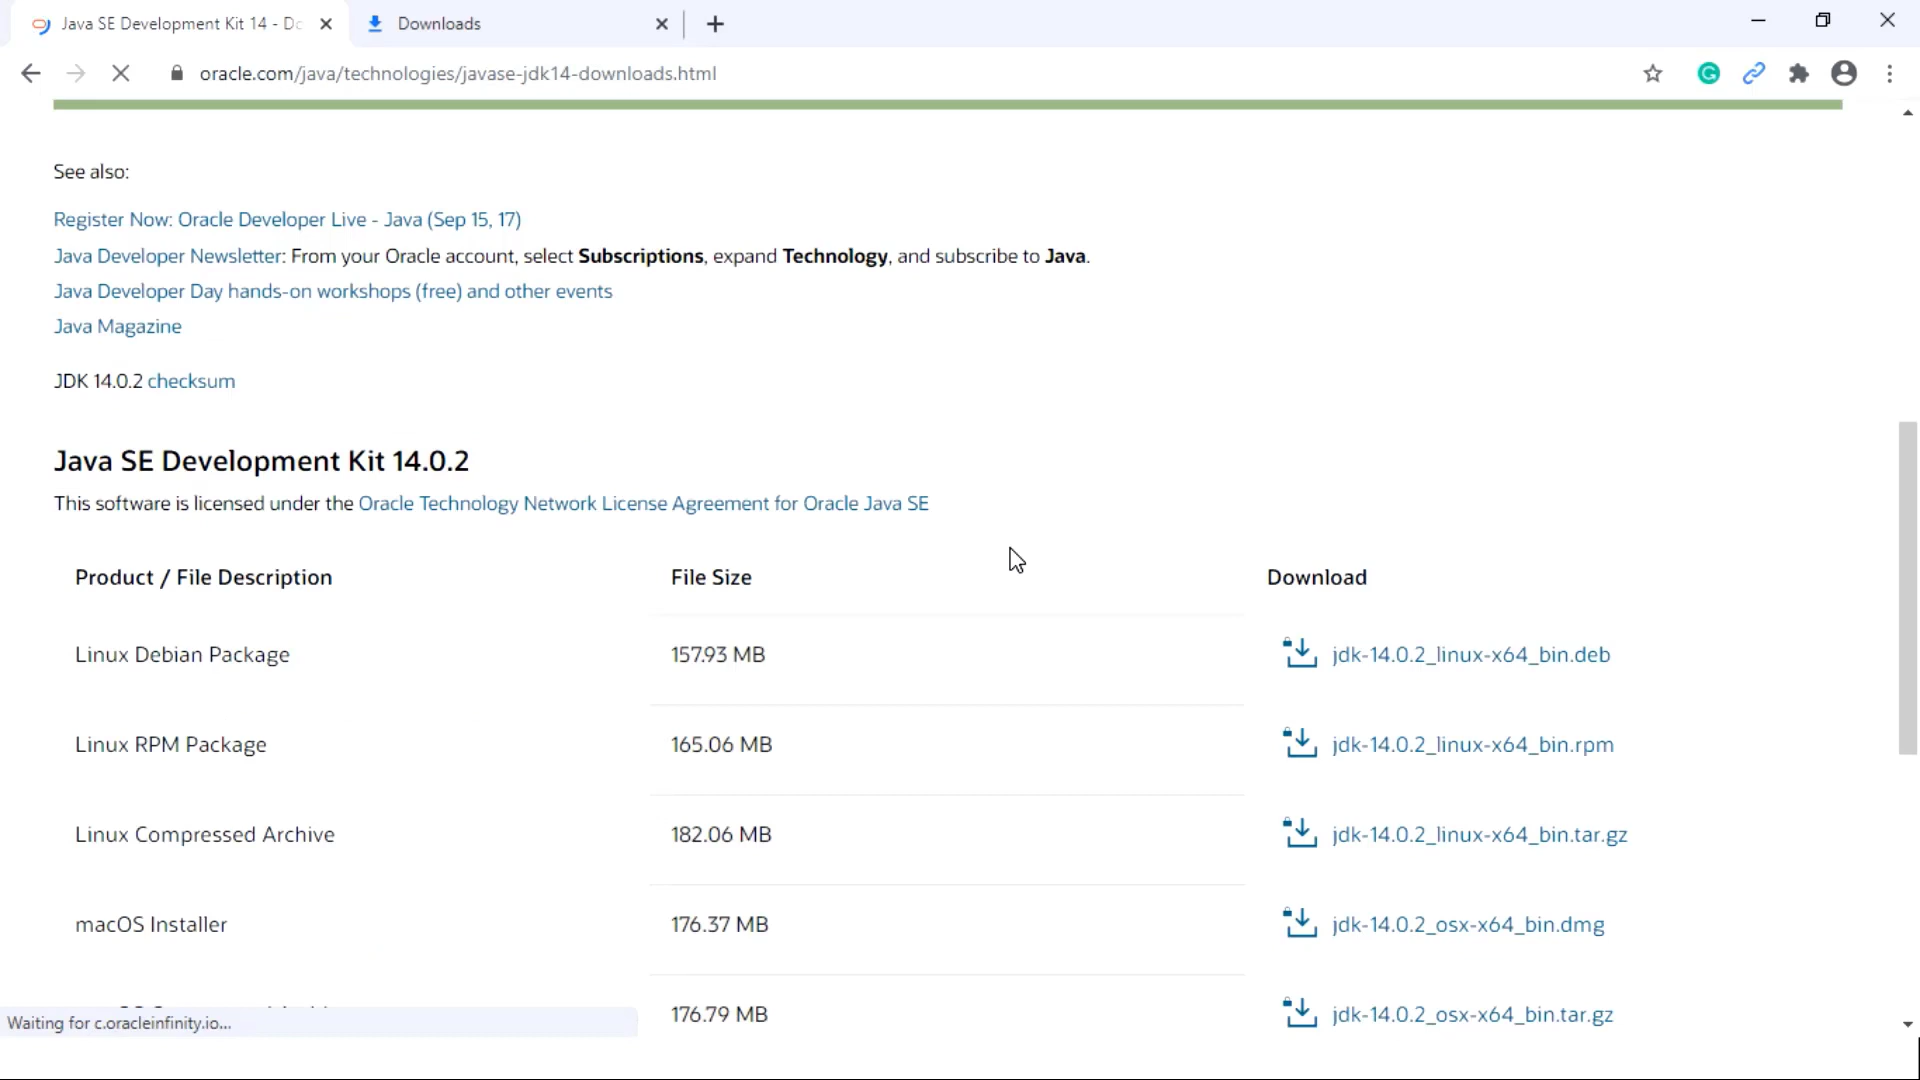 Java SE Development Kit 14 - Do
Downloads
oracle.com/java/technologies/javase-jdk14-downloads.html
See also:
Register Now: Oracle Developer Live - Java (Sep 15, 17)
Java Developer Newsletter: From your Oracle account, select Subscriptions, expand Technology, and subscribe to Java.
Java Developer Day hands-on workshops (free) and other events
Java Magazine
JDK 14.0.2 checksum
Java SE Development Kit 14.0.2
This software is licensed under the Oracle Technology Network License Agreement for Oracle Java SE
Product / File Description File Size Download
Linux Debian Package 157.93 MB jdk-14.0.2_linux-x64_bin.deb
Linux RPM Package 165.06 MB jdk-14.0.2_linux-x64_bin.rpm
Linux Compressed Archive 182.06 MB jdk-14.0.2_linux-x64_bin.tar.gz
macOS Installer 176.37 MB jdk-14.0.2_osx-x64_bin.dmg
176.79 MB jdk-14.0.2_osx-x64_bin.tar.gz
Waiting for c.oracleinfinity.io...